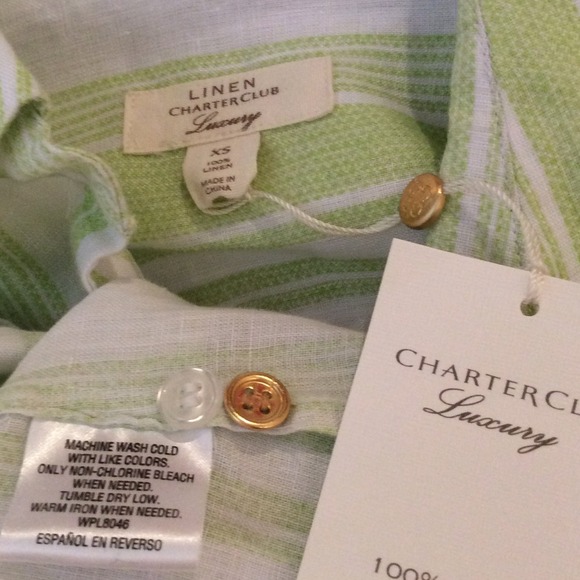 LINEN
CHARTER CLUB
Luxury
XS
100%
LINEN
MADE IN
CHINA
CHARTER CL
Luxury
100%
MACHINE WASH COLD
WITH LIKE COLORS.
ONLY NON-CHLORINE BLEACH
WHEN NEEDED.
TUMBLE DRY LOW.
WARM IRON WHEN NEEDED.
WPL8046
ESPAÑOL EN REVERSO